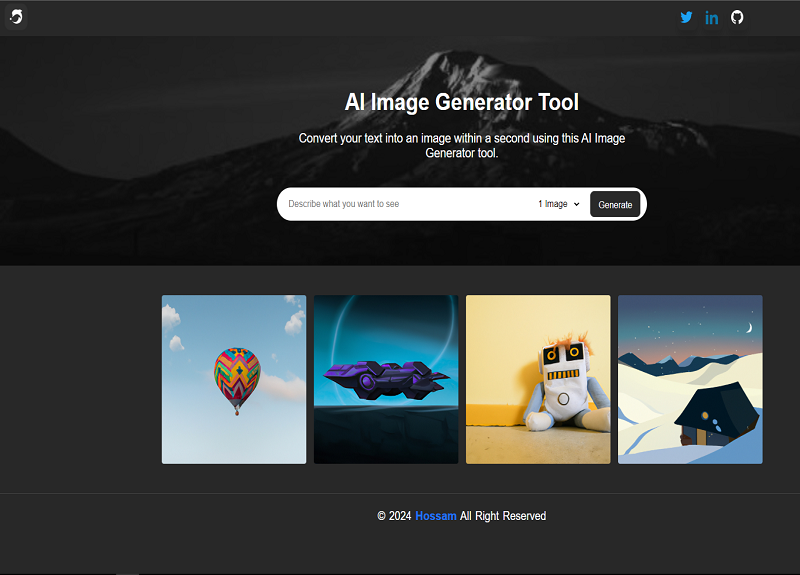 AI Image Generator Tool
Convert your text into an image within a second using this AI Image
Generator tool.
Describe what you want to see 1 Image Generate
© 2024 Hossam All Right Reserved